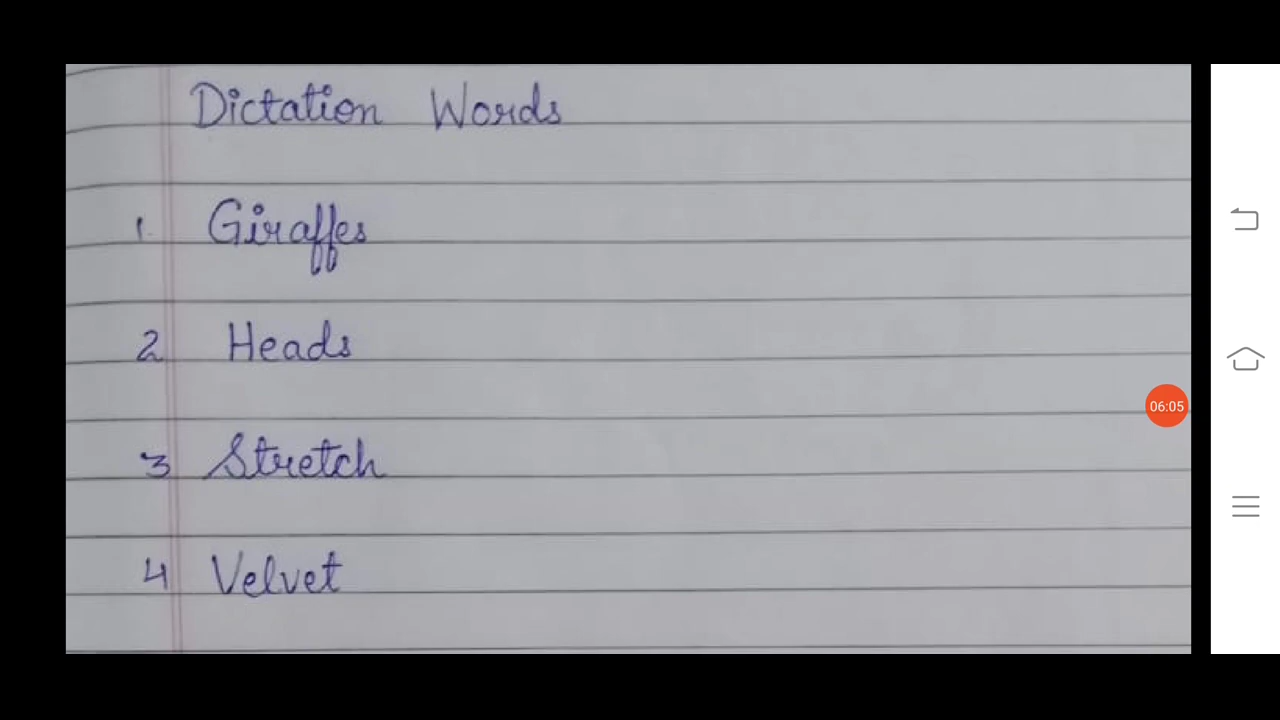 Dictation Words
1. Giraffes
2 Heads
3 Stretch
4 Velvet
06:05